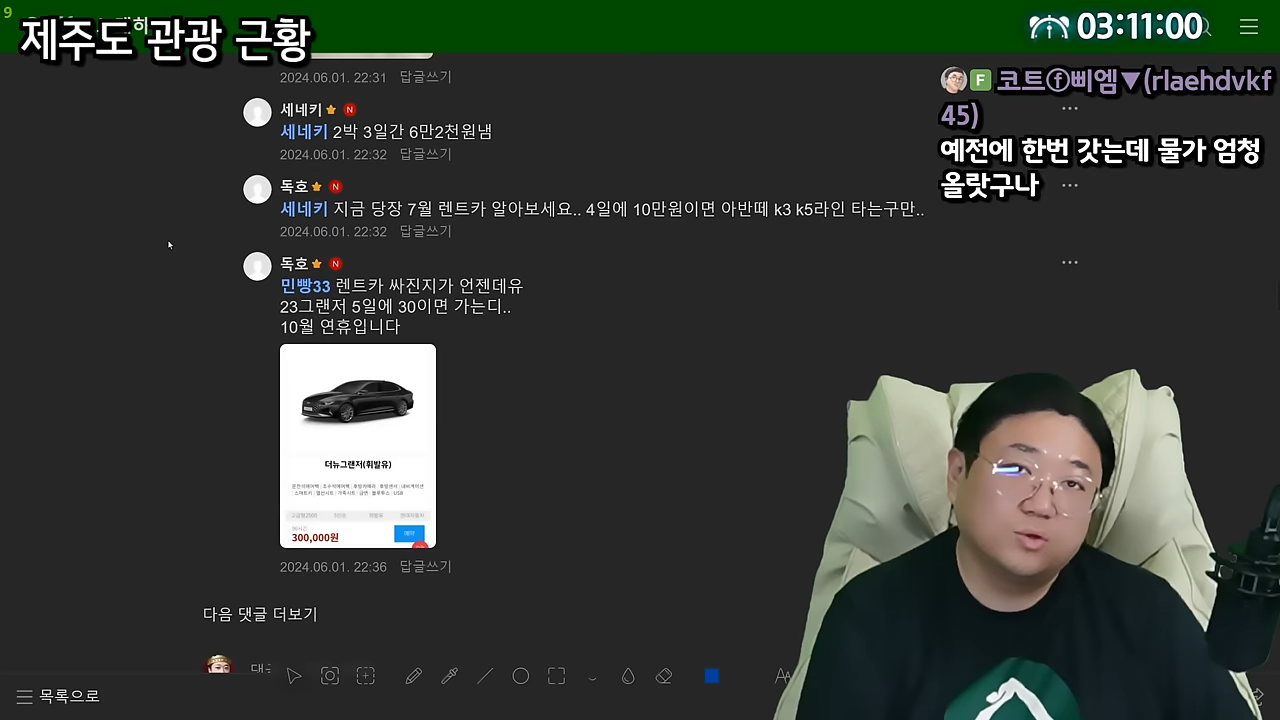 9
제주도 관광 근황
03:11:00
2024.06.01. 22:31 답글쓰기
코트ⓕ삐엠▼(rlaehdvkf
45)
예전에 한번 갓는데 물가 엄청
올랏구나
세네키 N
세네키 2박 3일간 6만2천원냄
2024.06.01. 22:32 답글쓰기
독호 N
세네키 지금 당장 7월 렌트카 알아보세요.. 4일에 10만원이면 아반떼 k3 k5라인 타는구만..
2024.06.01. 22:32 답글쓰기
독호 N
민빵33 렌트카 싸진지가 언젠데유
23그랜저 5일에 30이면 가는디..
10월 연휴입니다
더뉴그랜저(휘발유)
300,000원
예약
2024.06.01. 22:36 답글쓰기
다음 댓글 더보기
목록으로